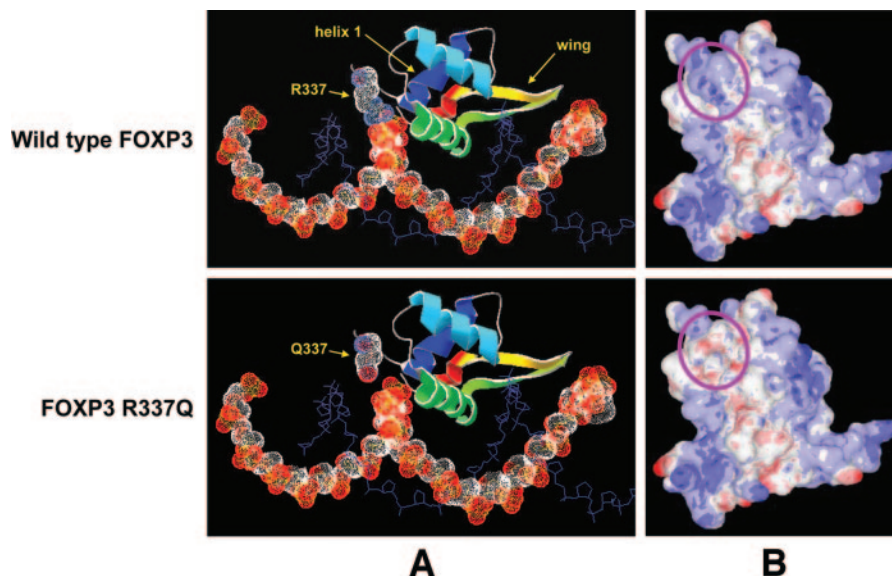 helix 1
wing
R337
Wild type FOXP3
Q337
FOXP3 R337Q
A
B